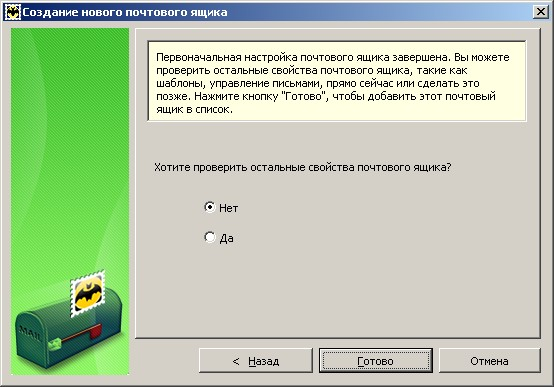 Создание нового почтового ящика
Первоначальная настройка почтового ящика завершена. Вы можете
проверить остальные свойства почтового ящика, такие как
шаблоны, управление письмами, прямо сейчас или сделать это
позже. Нажмите кнопку "Готово", чтобы добавить этот почтовый
ящик в список.
Хотите проверить остальные свойства почтового ящика?
Нет
Да
MAIL
< Назад
Готово
Отмена